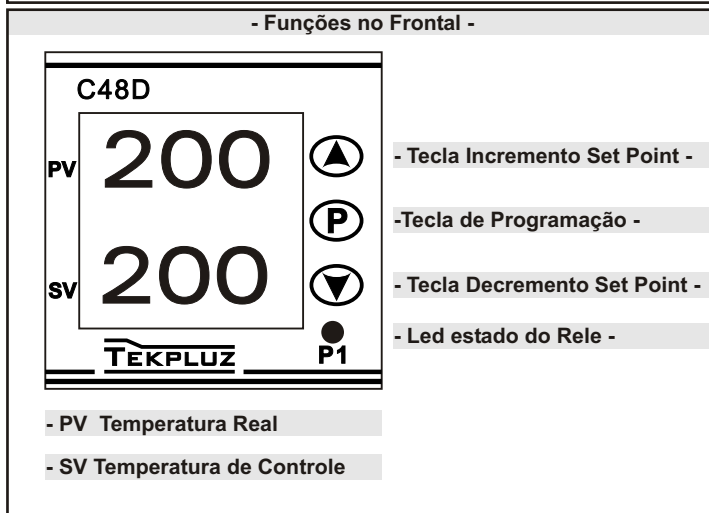 - Funções no Frontal -
C48D
PV 200
- Tecla Incremento Set Point -
P
-Tecla de Programação -
SV 200
- Tecla Decremento Set Point -
- Led estado do Rele -
P1
TEKPLUZ
- PV Temperatura Real
- SV Temperatura de Controle